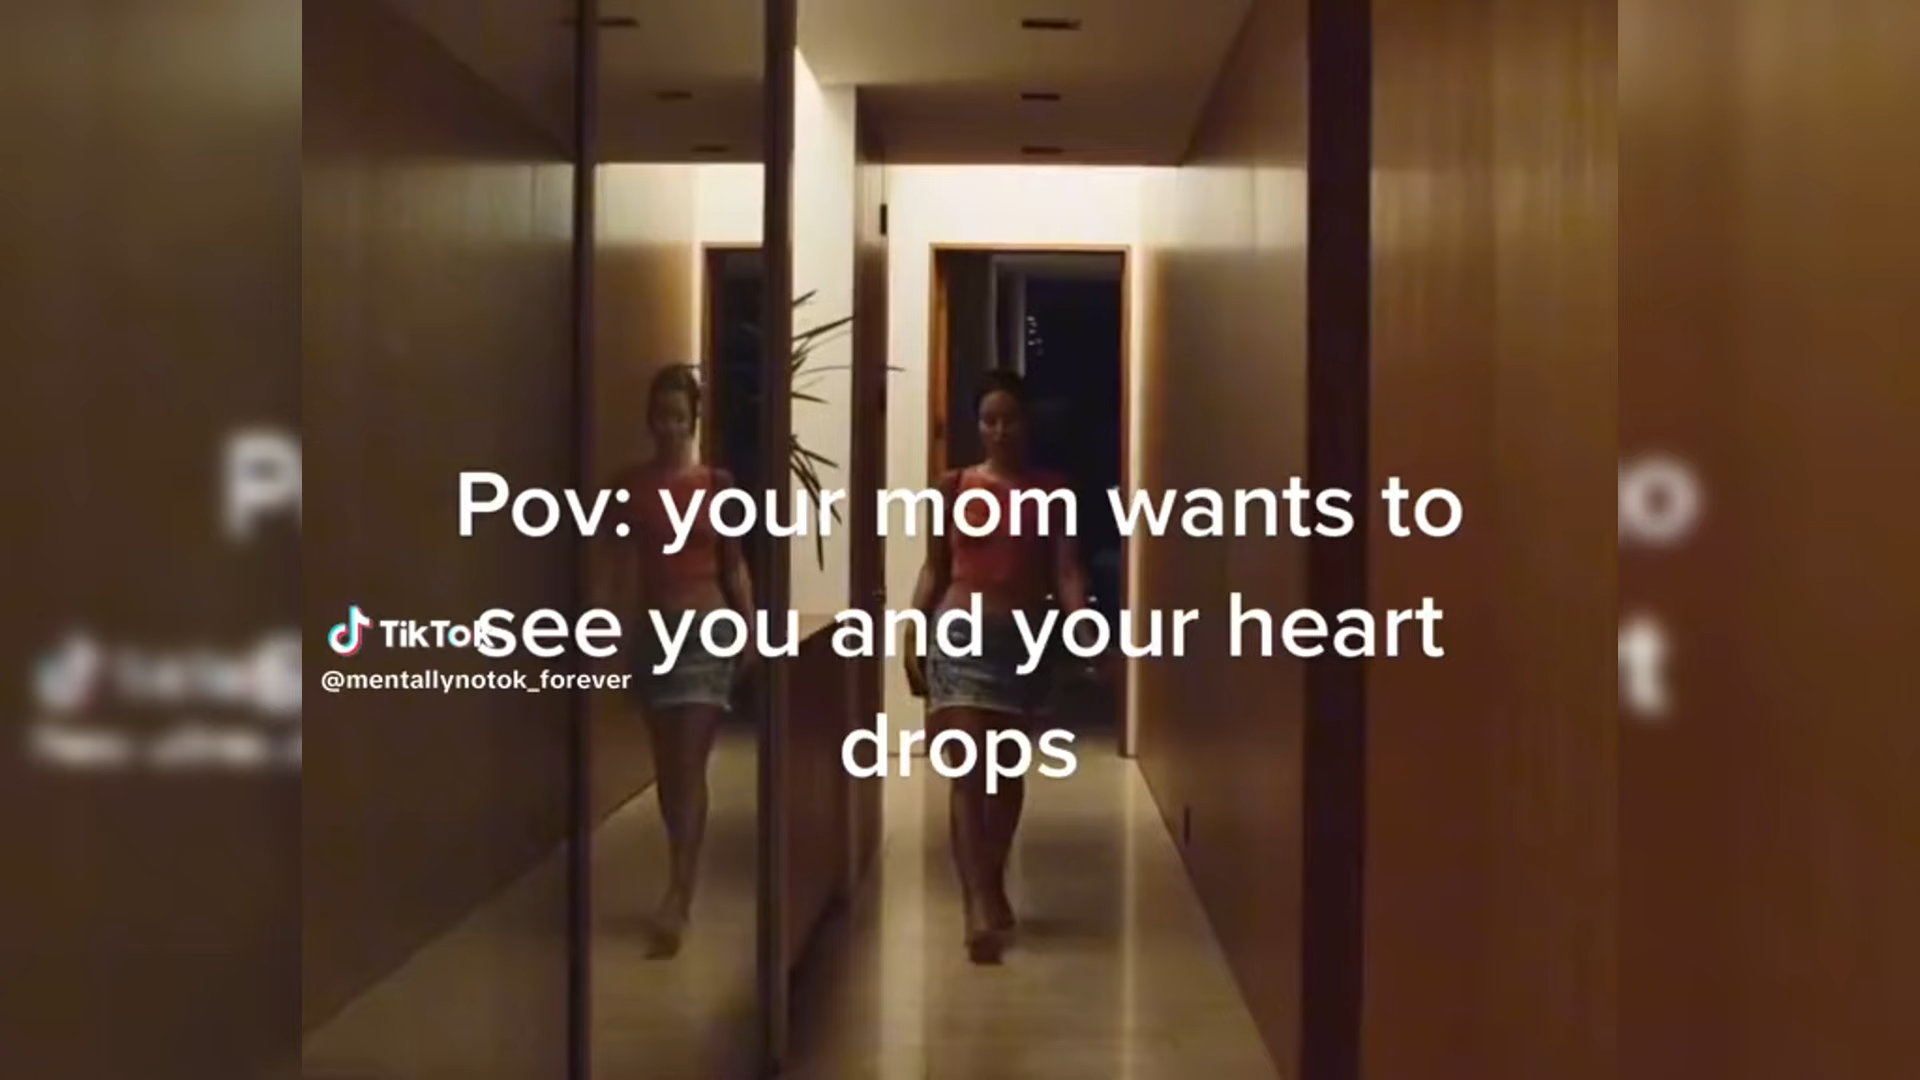 Pov: your mom wants to
see you and your heart
drops
TikTok
@mentallynotok_forever